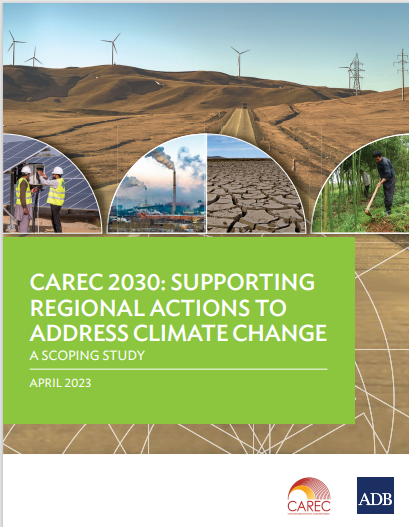 CAREC 2030: SUPPORTING
REGIONAL ACTIONS TO
ADDRESS CLIMATE CHANGE
A SCOPING STUDY
APRIL 2023
CAREC
ADB